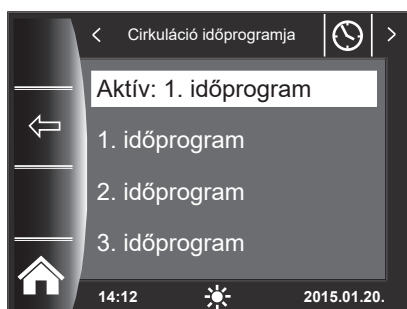 Cirkuláció időprogramja
Aktív: 1. időprogram
1. időprogram
2. időprogram
3. időprogram
14:12 2015.01.20.